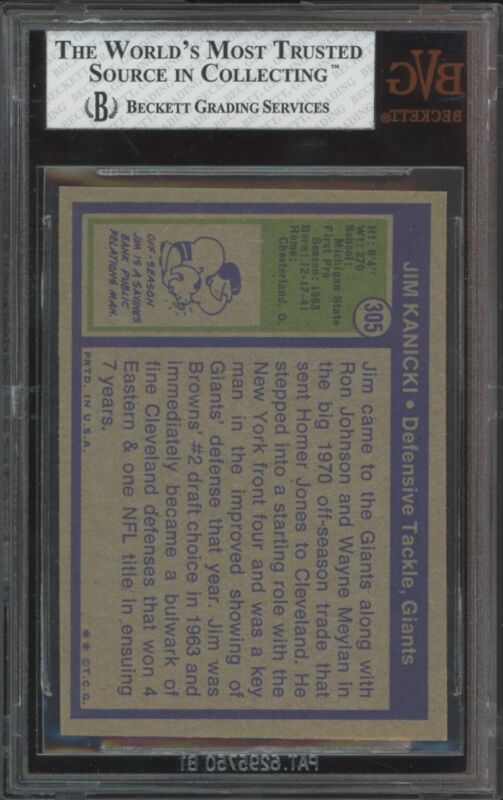 THE WORLD'S MOST TRUSTED
SOURCE IN COLLECTING™
B BECKETT GRADING SERVICES
BVG
BECKETT®
JIM KANICKI • Defensive Tackle, Giants
305
Ht: 6'4"
Wt: 270
School:
Michigan State
First Pro
Season: 1963
Born: 12-17-41
Home:
Chesterland, O.
OFF-SEASON
JIM IS A SAVINGS
BANK PUBLIC
RELATIONS MAN.
Jim came to the Giants along with
Ron Johnson and Wayne Meylan in
the big 1970 off-season trade that
sent Homer Jones to Cleveland. He
stepped into a starting role with the
New York front four and was a key
man in the improved showing of
Giants' defense that year. Jim was
Browns' #2 draft choice in 1963 and
immediately became a bulwark of
fine Cleveland defenses that won 4
Eastern & one NFL title in ensuing
7 years.
PRTD. IN U.S.A.
© T.C.G.
PAT. 6295750 B1